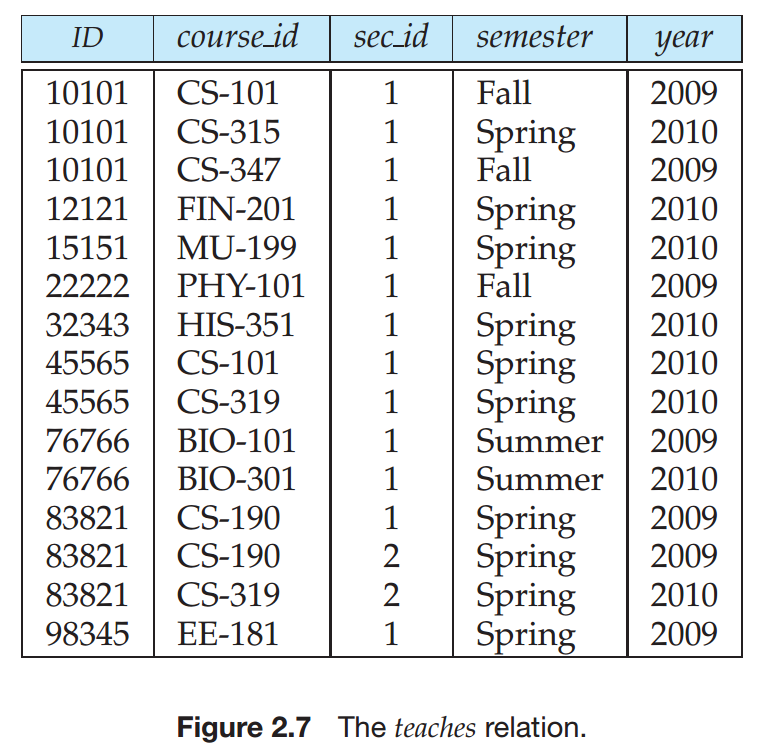 ID course_id sec_id semester year
10101 CS-101 1 Fall 2009
10101 CS-315 1 Spring 2010
10101 CS-347 1 Fall 2009
12121 FIN-201 1 Spring 2010
15151 MU-199 1 Spring 2010
22222 PHY-101 1 Fall 2009
32343 HIS-351 1 Spring 2010
45565 CS-101 1 Spring 2010
45565 CS-319 1 Spring 2010
76766 BIO-101 1 Summer 2009
76766 BIO-301 1 Summer 2010
83821 CS-190 1 Spring 2009
83821 CS-190 2 Spring 2009
83821 CS-319 2 Spring 2010
98345 EE-181 1 Spring 2009
Figure 2.7 The teaches relation.